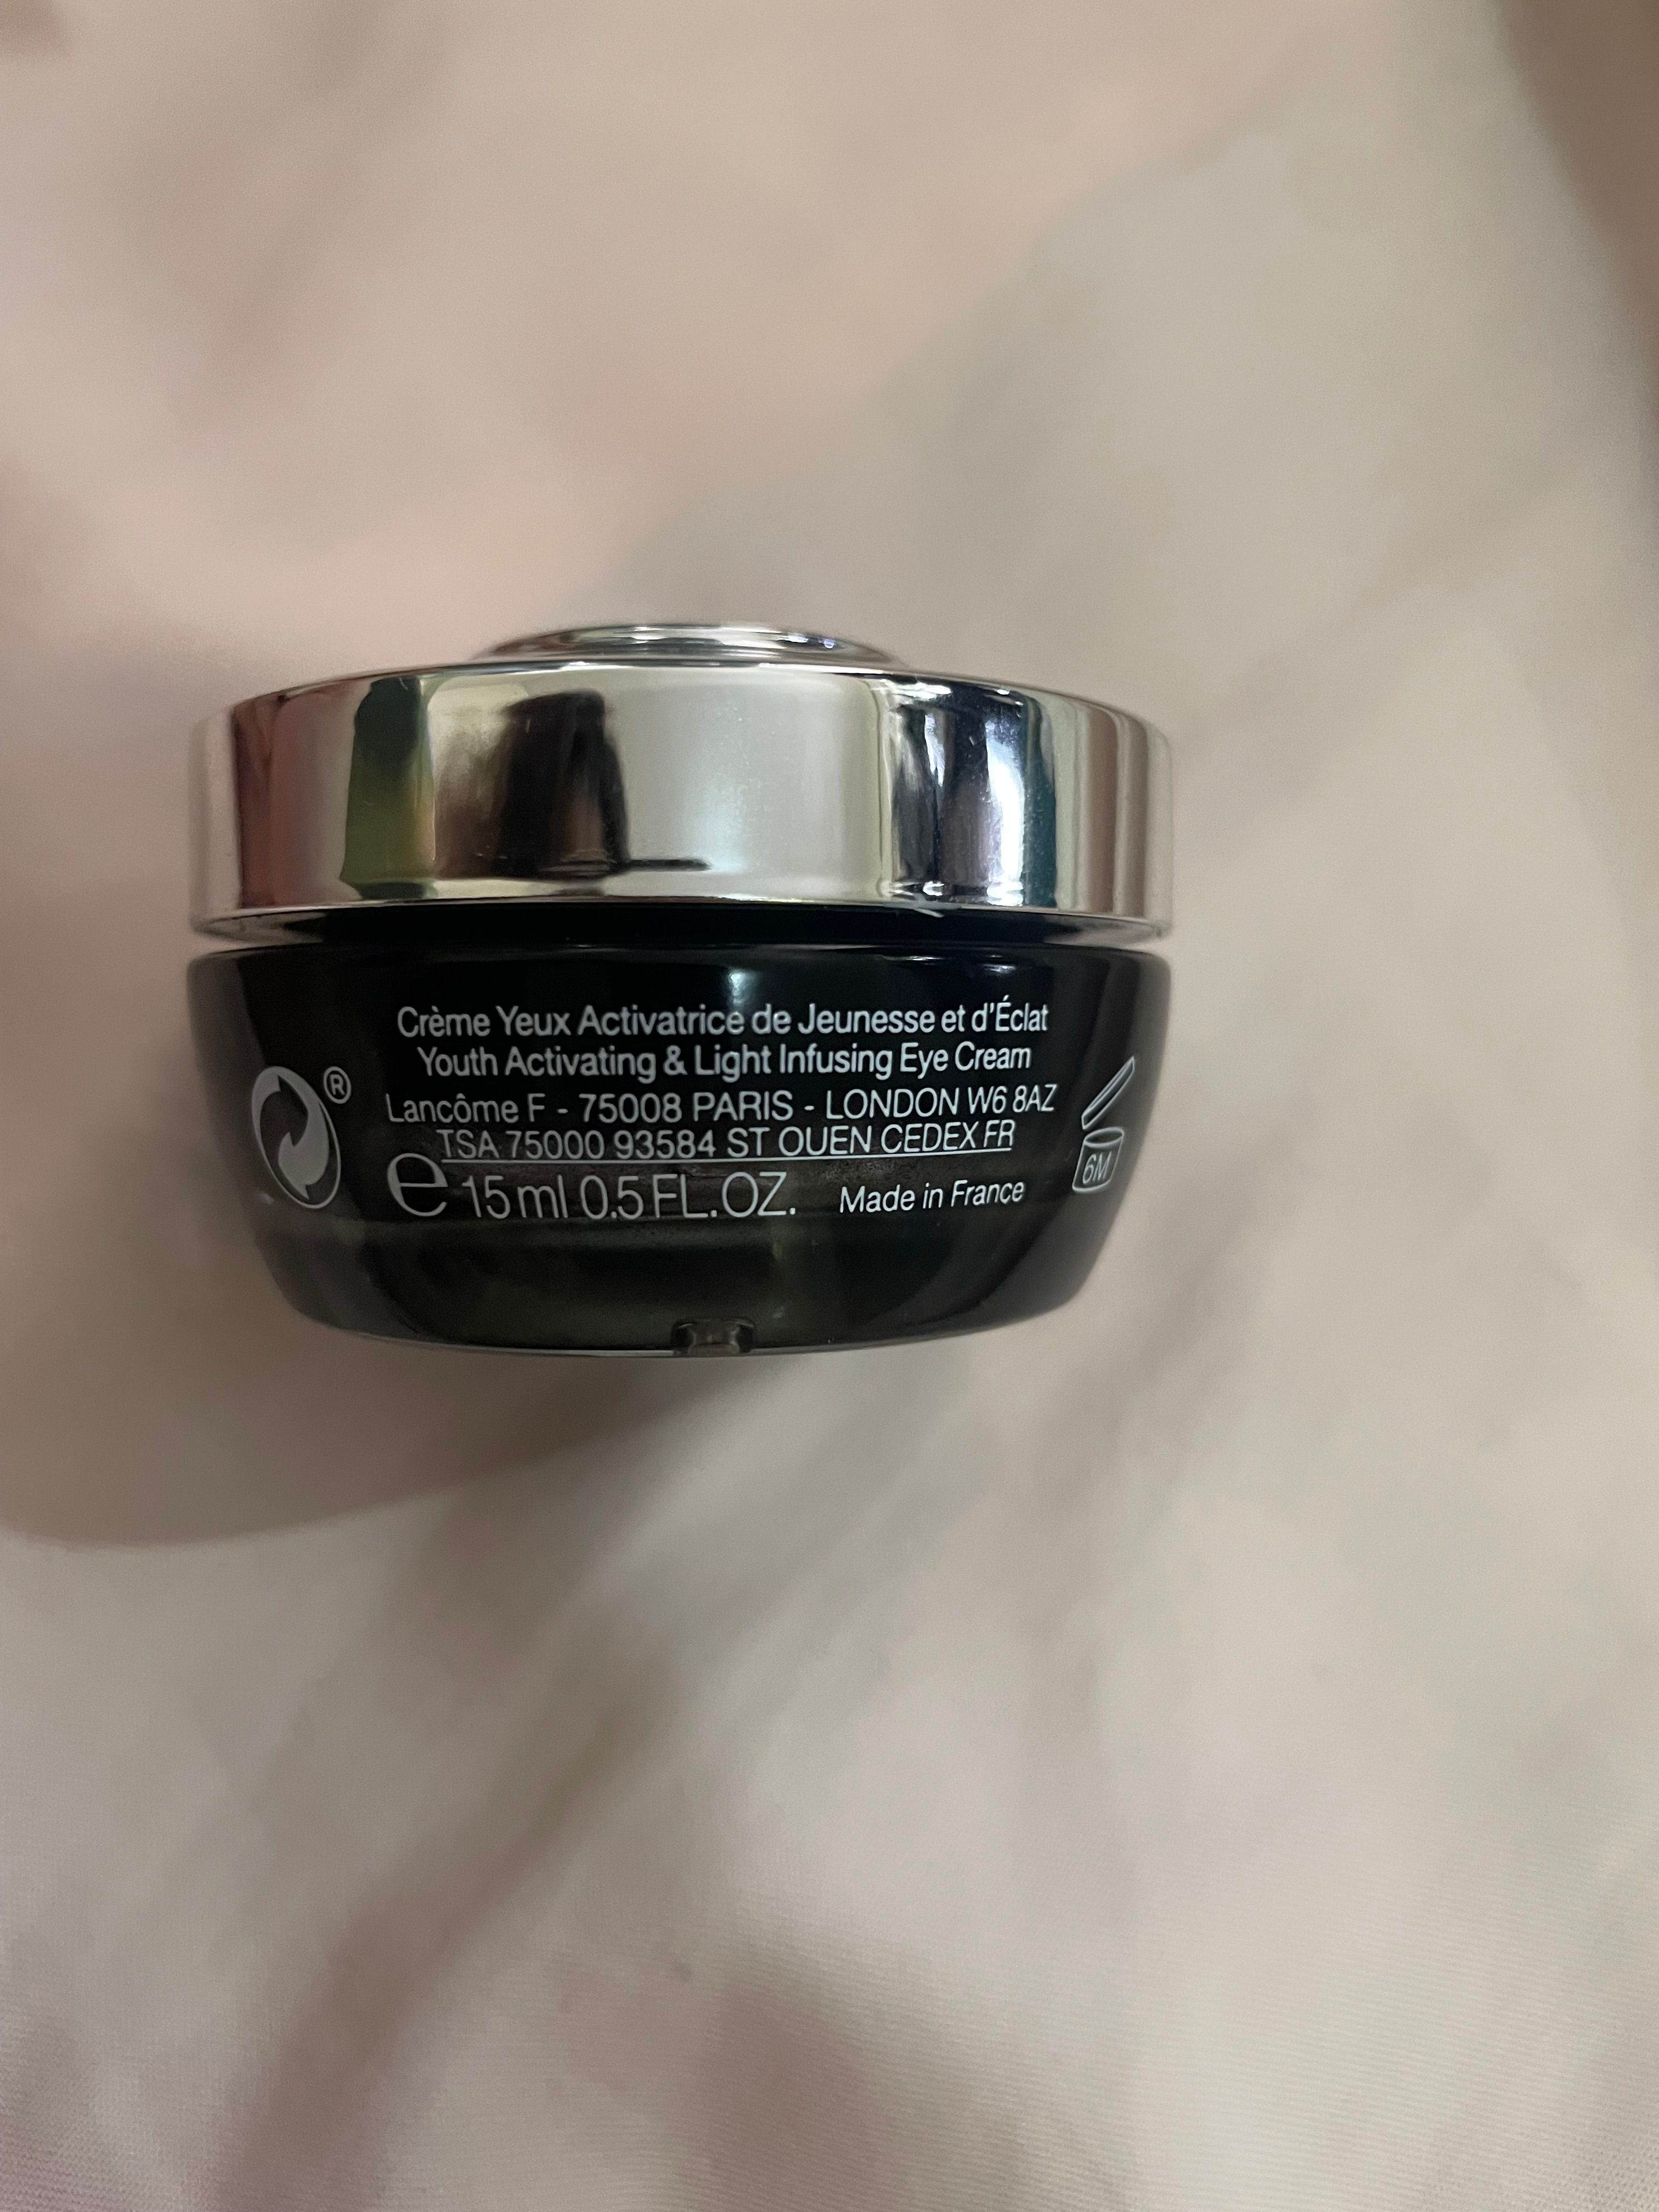 Crème Yeux Activatrice de Jeunesse et d'Éclat
Youth Activating & Light Infusing Eye Cream
Lancôme F - 75008 PARIS - LONDON W6 8AZ
TSA 75000 93584 ST OUEN CEDEX FR
℮ 15 ml 0.5 FL.OZ. Made in France
®
6M